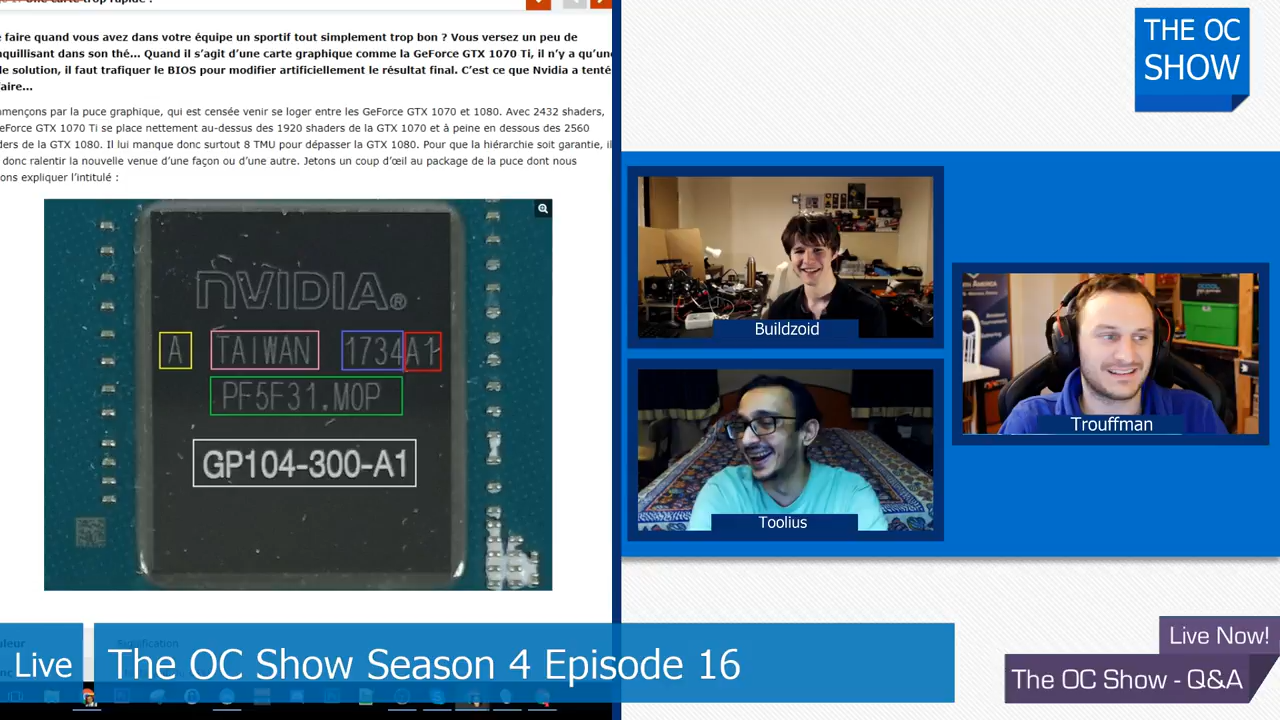 e faire quand vous avez dans votre équipe un sportif tout simplement trop bon ? Vous versez un peu de
nquillisant dans son thé... Quand il s'agit d'une carte graphique comme la GeForce GTX 1070 Ti, il n'y a qu'une
le solution, il faut trafiquer le BIOS pour modifier artificiellement le résultat final. C'est ce que Nvidia a tenté
faire...
mmençons par la puce graphique, qui est censée venir se loger entre les GeForce GTX 1070 et 1080. Avec 2432 shaders,
eForce GTX 1070 Ti se place nettement au-dessus des 1920 shaders de la GTX 1070 et à peine en dessous des 2560
ders de la GTX 1080. Il lui manque donc surtout 8 TMU pour dépasser la GTX 1080. Pour que la hiérarchie soit garantie, il
donc ralentir la nouvelle venue d'une façon ou d'une autre. Jetons un coup d'œil au package de la puce dont nous
ons expliquer l'intitulé :
NVIDIA®
A TAIWAN 1734A1
PF5F31.M0P
GP104-300-A1
THE OC
SHOW
Buildzoid
Toolius
Trouffman
Live
The OC Show Season 4 Episode 16
Live Now!
The OC Show - Q&A